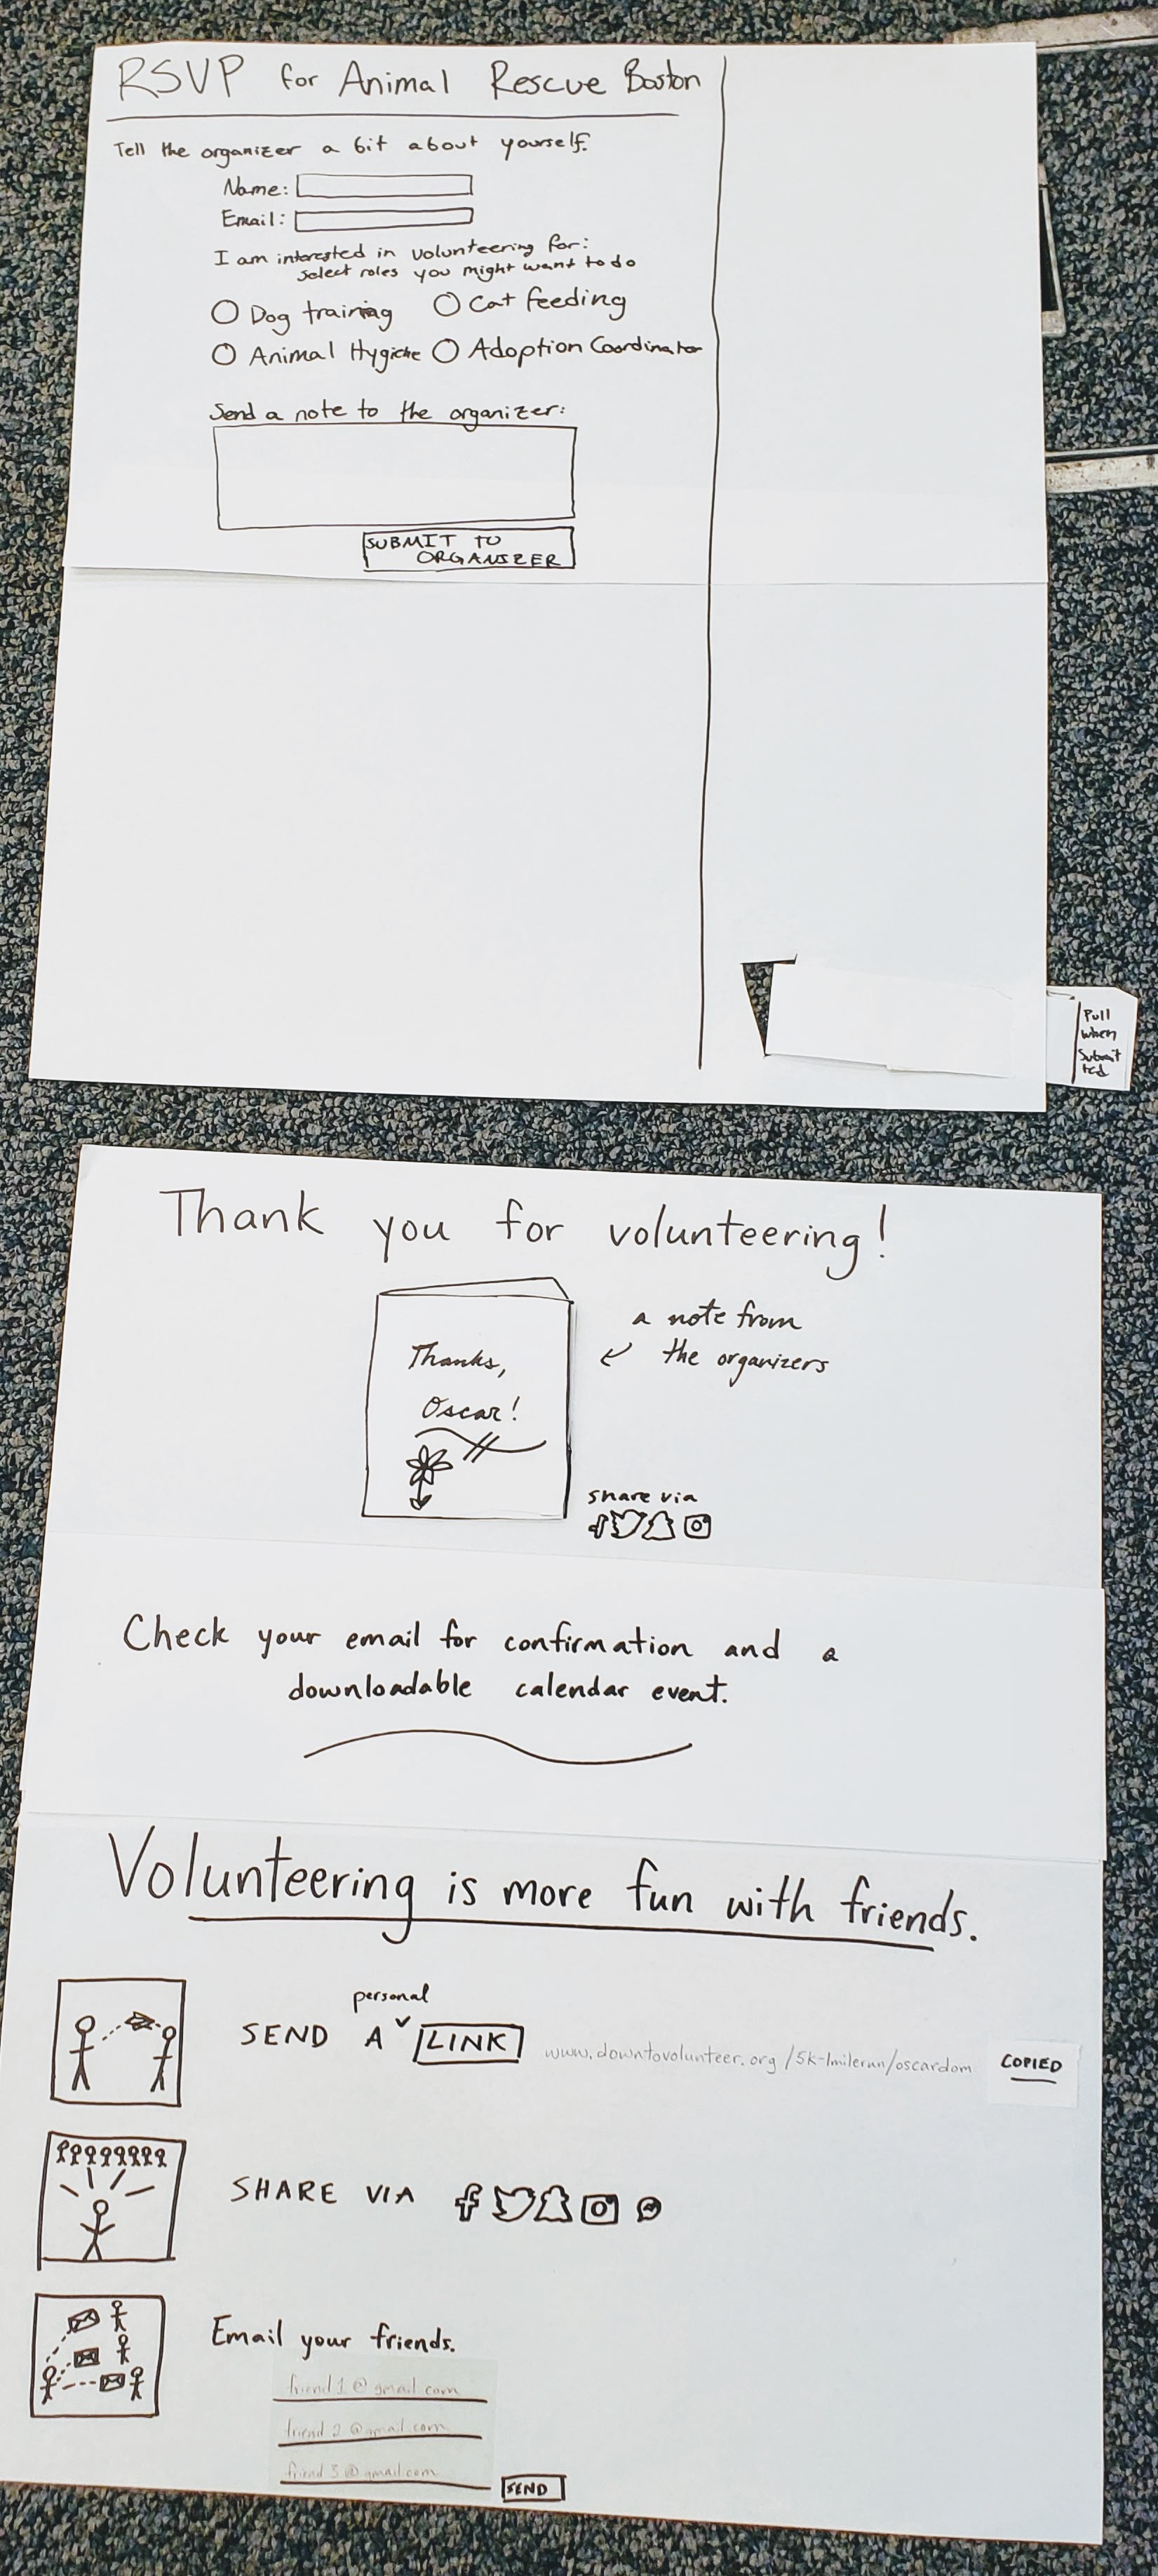 RSVP for Animal Rescue Boston
Tell the organizer a bit about yourself.
Name:
Email:
I am interested in volunteering for:
select roles you might want to do
Dog training
Cat feeding
Animal Hygiene
Adoption Coordinator
Send a note to the organizer:
SUBMIT TO
ORGANIZER
Pull
when
Submit
ted
Thank you for volunteering!
Thanks,
Oscar!
a note from
the organizers
share via
Check your email for confirmation and a
downloadable calendar event.
Volunteering is more fun with friends.
personal
SEND A LINK
www.downtovolunteer.org/5k-1milerun/oscardom
COPIED
SHARE VIA
Email your friends.
friend1@gmail.com
friend2@gmail.com
friend3@gmail.com
SEND